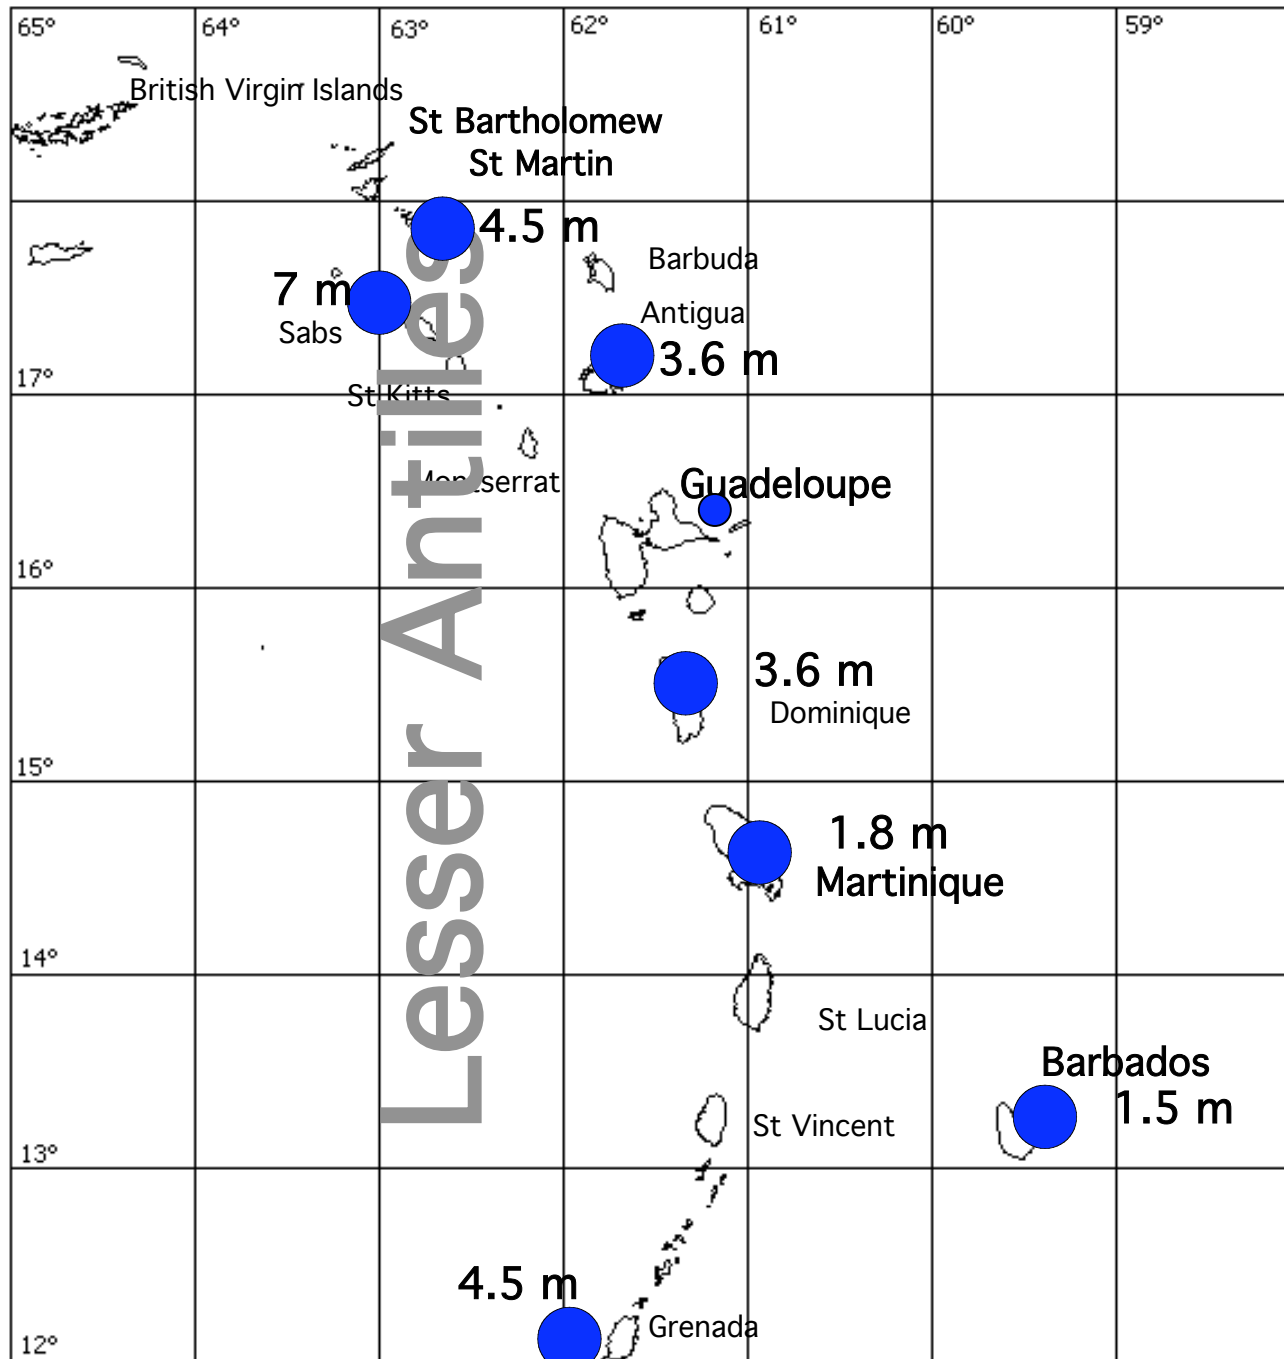 65° 64° 63° 62° 61° 60° 59°
British Virgin Islands
St Bartholomew
St Martin
4.5 m
Barbuda
7 m
Sabs
Antigua
3.6 m
17°
St Kitts
Montserrat
Guadeloupe
16°
3.6 m
Dominique
15°
1.8 m
Martinique
Lesser Antilles
14°
St Lucia
Barbados
1.5 m
St Vincent
13°
4.5 m
Grenada
12°